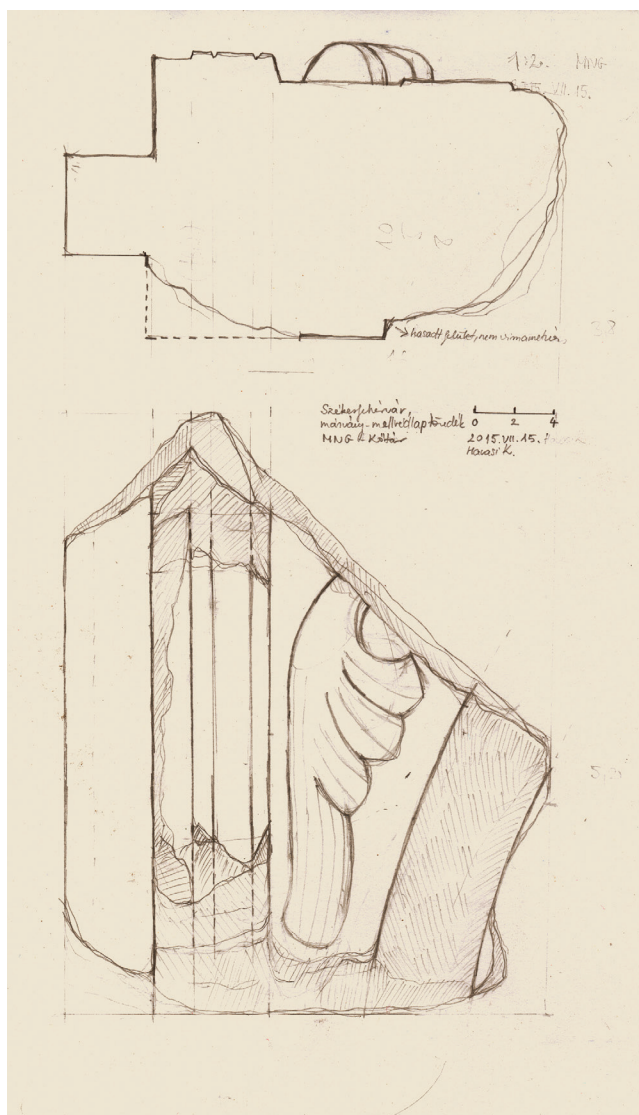 1:2. MNG
2015. VII. 15.
hasadt felület, nem
Székesfehérvár,
márvány-mellvédlap töredék
MNG Kőtár
0 2 4
2015. VII. 15.
Havasi K.